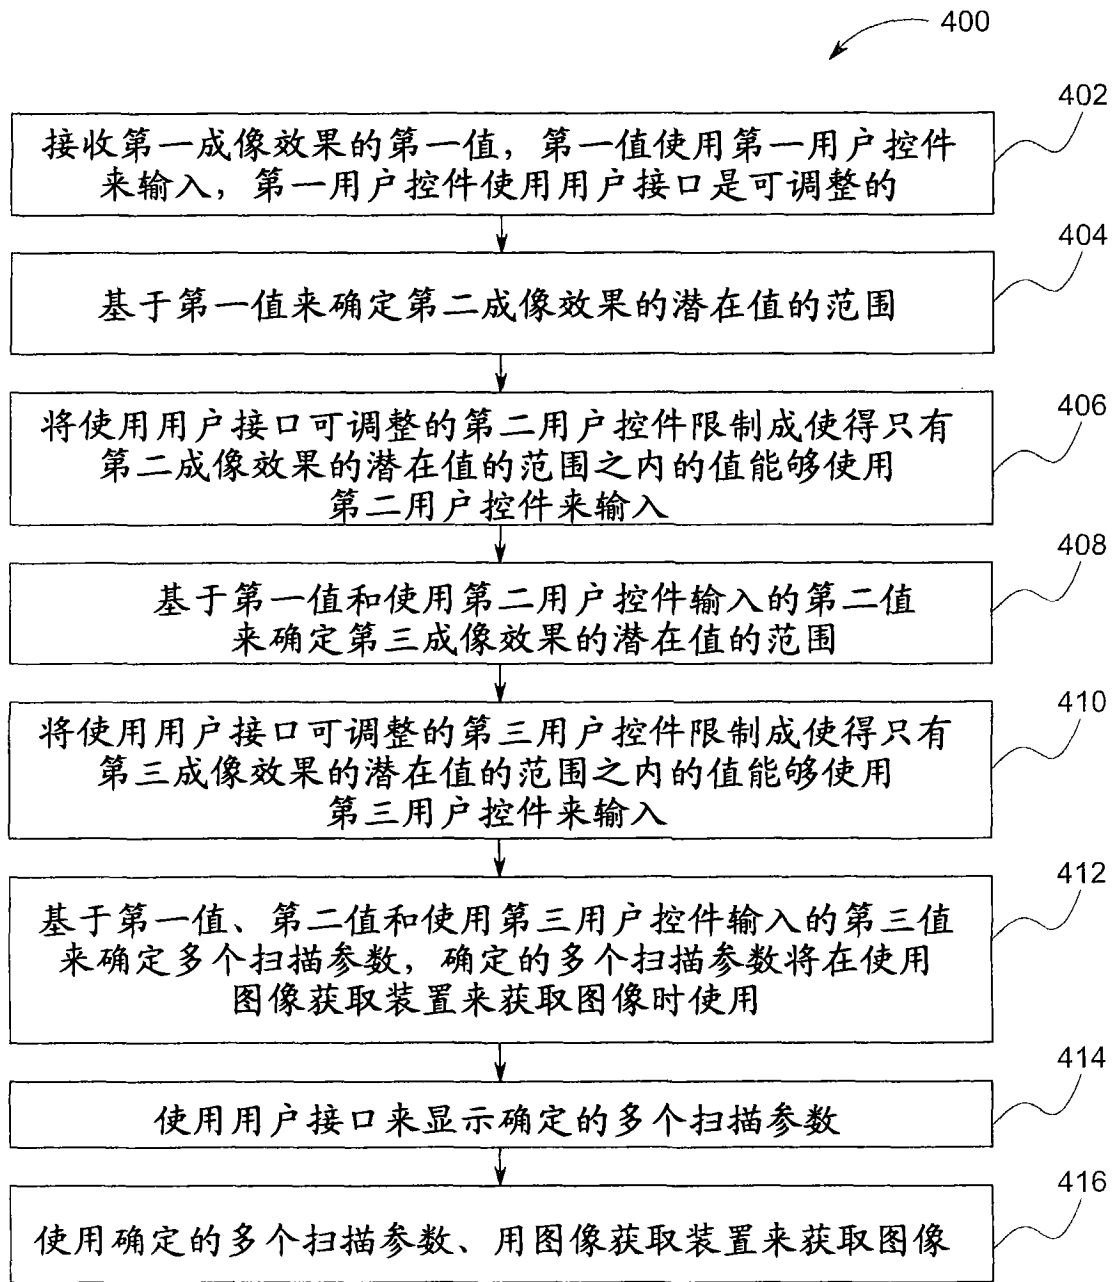 400
402
接收第一成像效果的第一值，第一值使用第一用户控件
来输入，第一用户控件使用用户接口是可调整的
404
基于第一值来确定第二成像效果的潜在值的范围
406
将使用用户接口可调整的第二用户控件限制成使得只有
第二成像效果的潜在值的范围之内的值能够使用
第二用户控件来输入
408
基于第一值和使用第二用户控件输入的第二值
来确定第三成像效果的潜在值的范围
410
将使用用户接口可调整的第三用户控件限制成使得只有
第三成像效果的潜在值的范围之内的值能够使用
第三用户控件来输入
412
基于第一值、第二值和使用第三用户控件输入的第三值
来确定多个扫描参数，确定的多个扫描参数将在使用
图像获取装置来获取图像时使用
414
使用用户接口来显示确定的多个扫描参数
416
使用确定的多个扫描参数、用图像获取装置来获取图像